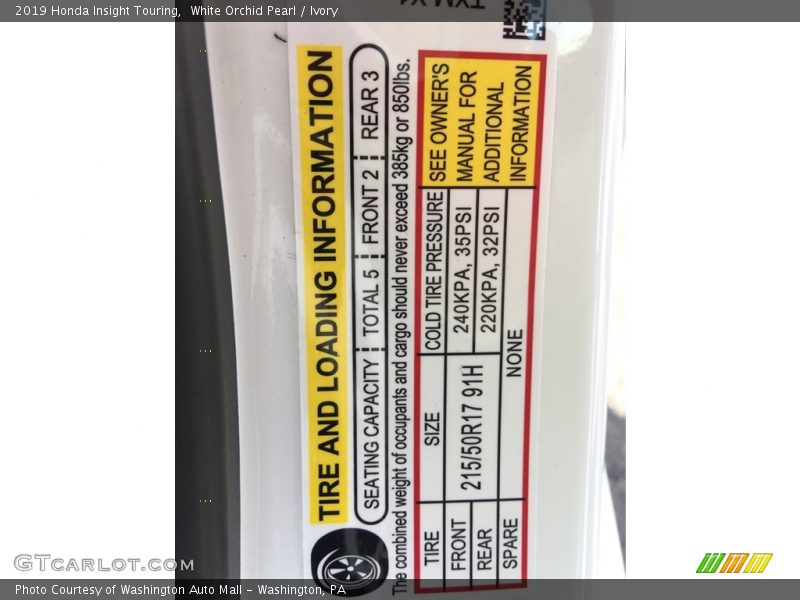 2019 Honda Insight Touring, White Orchid Pearl / Ivory
TIRE AND LOADING INFORMATION
SEATING CAPACITY TOTAL 5 FRONT 2 REAR 3
The combined weight of occupants and cargo should never exceed 385kg or 850lbs.
TIRE SIZE COLD TIRE PRESSURE
FRONT 215/50R17 91H 240KPA, 35PSI
REAR 220KPA, 32PSI
SPARE NONE
SEE OWNER'S
MANUAL FOR
ADDITIONAL
INFORMATION
GTcarlot.com
Photo Courtesy of Washington Auto Mall - Washington, PA